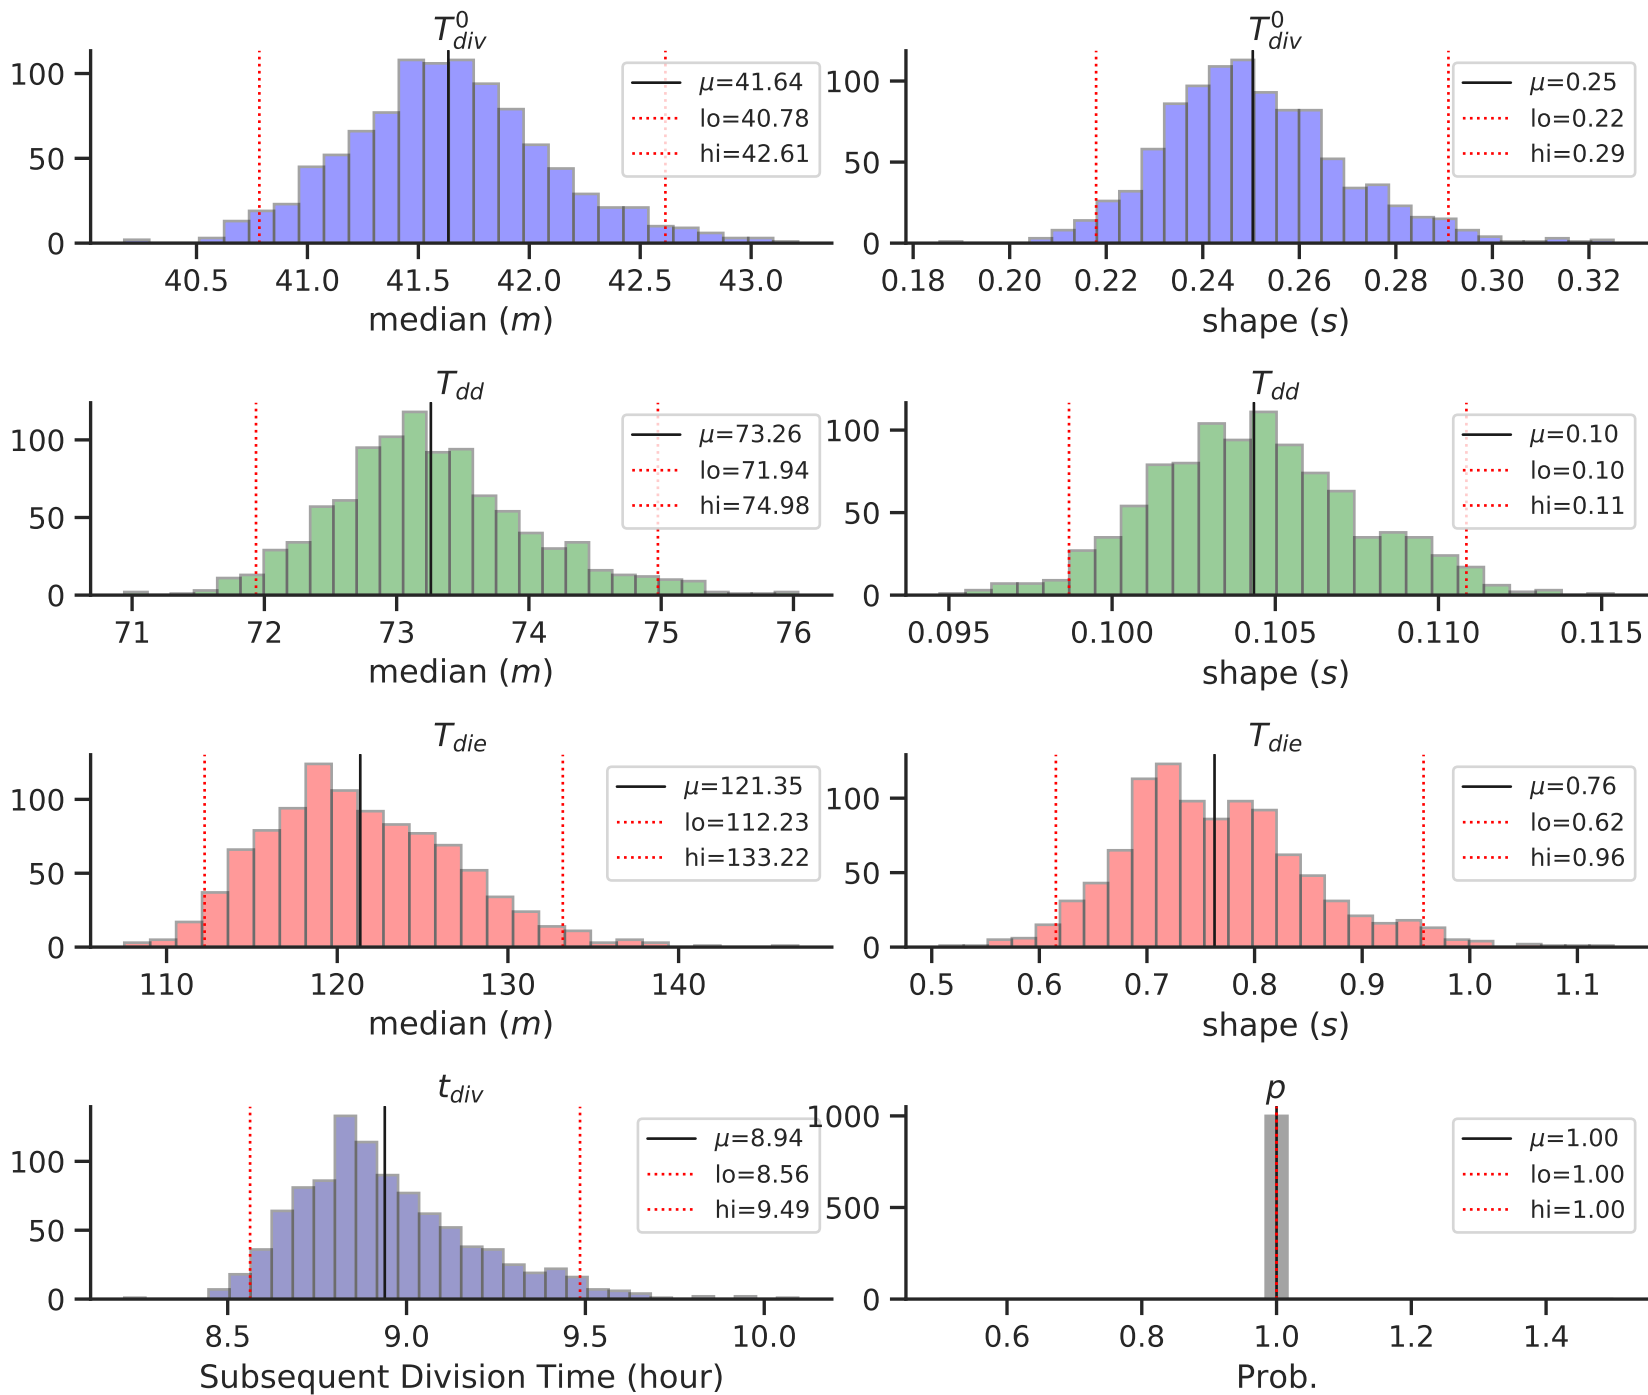 T⁰div
100
50
0
μ=41.64
lo=40.78
hi=42.61
40.5 41.0 41.5 42.0 42.5 43.0
median (m)
T⁰div
100
50
0
μ=0.25
lo=0.22
hi=0.29
0.18 0.20 0.22 0.24 0.26 0.28 0.30 0.32
shape (s)
Tdd
100
50
0
μ=73.26
lo=71.94
hi=74.98
71 72 73 74 75 76
median (m)
Tdd
100
50
0
μ=0.10
lo=0.10
hi=0.11
0.095 0.100 0.105 0.110 0.115
shape (s)
Tdie
100
50
0
μ=121.35
lo=112.23
hi=133.22
110 120 130 140
median (m)
Tdie
100
50
0
μ=0.76
lo=0.62
hi=0.96
0.5 0.6 0.7 0.8 0.9 1.0 1.1
shape (s)
tdiv
100
50
0
μ=8.94
lo=8.56
hi=9.49
8.5 9.0 9.5 10.0
Subsequent Division Time (hour)
p
1000
500
0
μ=1.00
lo=1.00
hi=1.00
0.6 0.8 1.0 1.2 1.4
Prob.